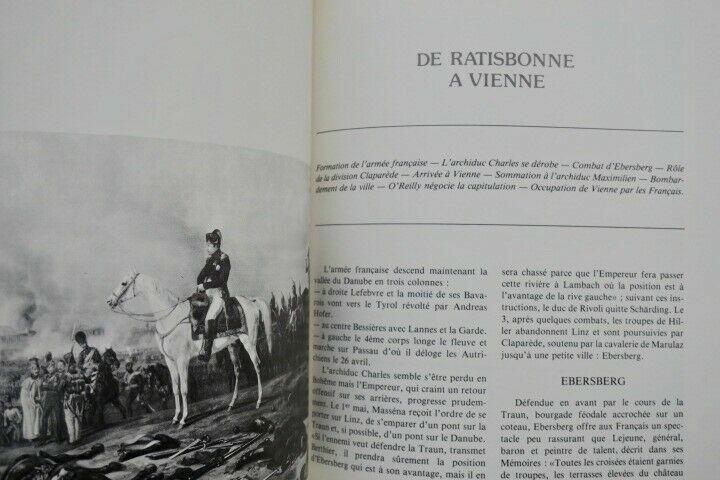 DE RATISBONNE
A VIENNE
Formation de l'armée française — L'archiduc Charles se dérobe — Combat d'Ebersberg — Rôle
de la division Claparède — Arrivée à Vienne — Sommation à l'archiduc Maximilien — Bombar-
dement de la ville — O'Reilly négocie la capitulation — Occupation de Vienne par les Français.
L'armée française descend maintenant la
vallée du Danube en trois colonnes :
— à droite Lefebvre et la moitié de ses Bava-
rois vont vers le Tyrol révolté par Andreas
Hofer.
— au centre Bessières avec Lannes et la Garde.
— à gauche le 4ème corps longe le fleuve et
marche sur Passau d'où il déloge les Autri-
chiens le 26 avril.
L'archiduc Charles semble s'être perdu en
Bohême mais l'Empereur, qui craint un retour
offensif sur ses arrières, progresse prudem-
ment. Le 1er mai, Masséna reçoit l'ordre de se
porter sur Linz, de s'emparer d'un pont sur le
Traun et, si possible, d'un pont sur le Danube.
«Si l'ennemi veut défendre la Traun, transmet
Berthier, il prendra sûrement la position
d'Ebersberg qui est à son avantage, mais il en
sera chassé parce que l'Empereur fera passer
cette rivière à Lambach où la position est à
l'avantage de la rive gauche» ; suivant ces ins-
tructions, le duc de Rivoli quitte Schärding. Le
3, après quelques combats, les troupes de Hil-
ler abandonnent Linz et sont poursuivies par
Claparède, soutenu par la cavalerie de Marulaz
jusqu'à une petite ville : Ebersberg.
EBERSBERG
Défendue en avant par le cours de la
Traun, bourgade féodale accrochée sur un
coteau, Ebersberg offre aux Français un spec-
tacle peu rassurant que Lejeune, général,
baron et peintre de talent, décrit dans ses
Mémoires : «Toutes les croisées étaient garnies
de troupes, les terrasses élevées du château